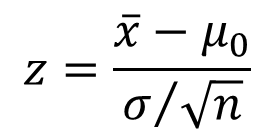 z = (x̄ − μ₀) / (σ/√n)